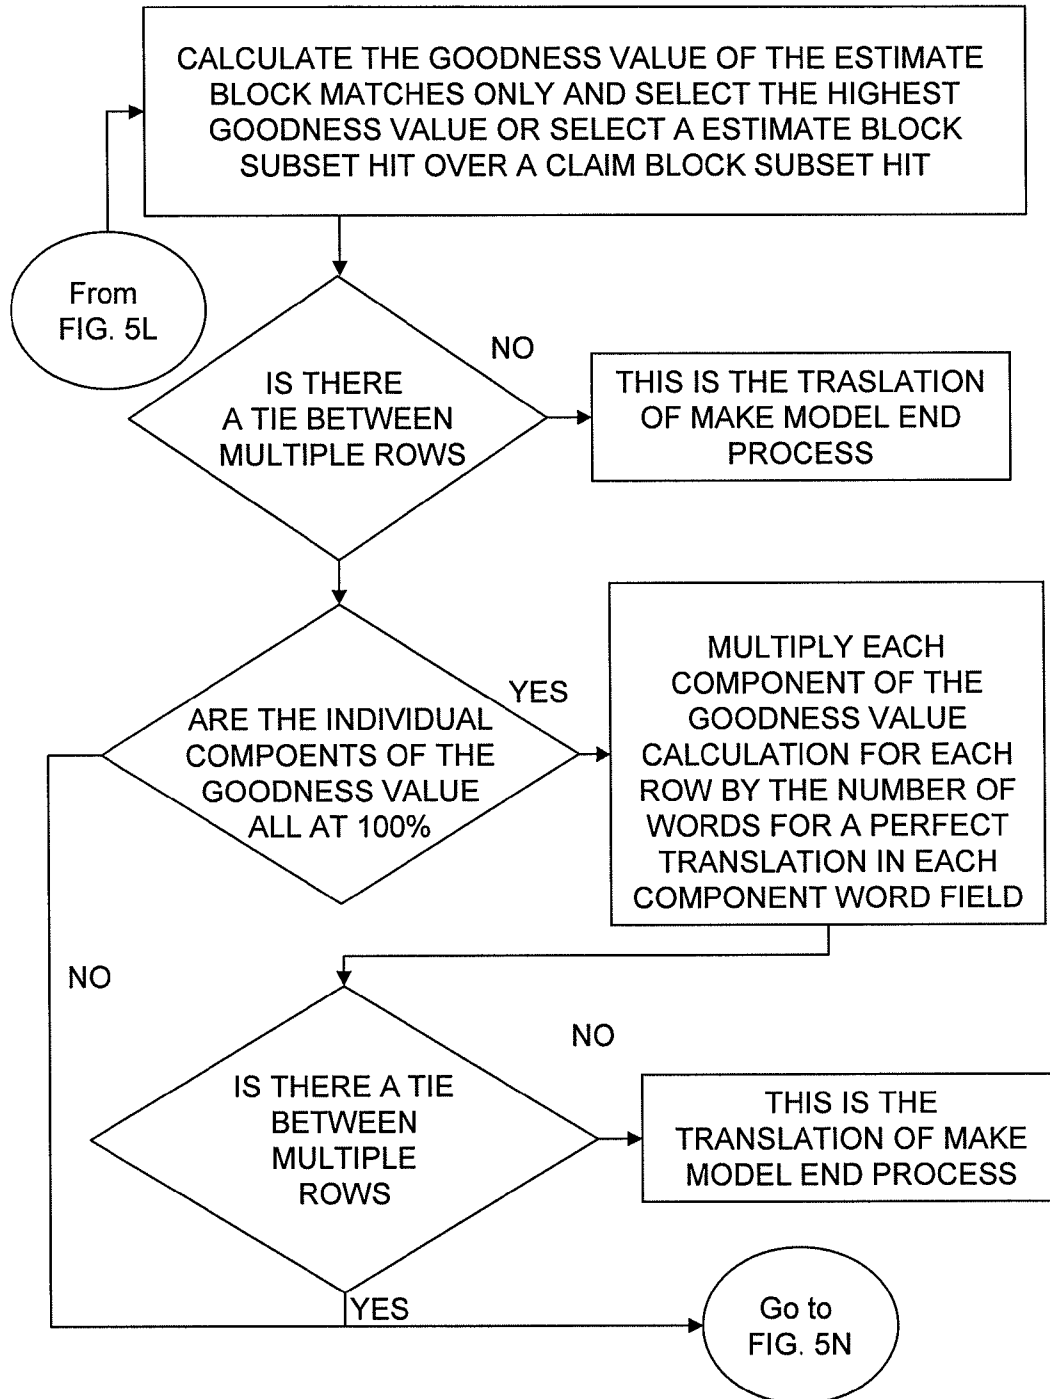 CALCULATE THE GOODNESS VALUE OF THE ESTIMATE
BLOCK MATCHES ONLY AND SELECT THE HIGHEST
GOODNESS VALUE OR SELECT A ESTIMATE BLOCK
SUBSET HIT OVER A CLAIM BLOCK SUBSET HIT
From
FIG. 5L
IS THERE
A TIE BETWEEN
MULTIPLE ROWS
NO
THIS IS THE TRASLATION
OF MAKE MODEL END
PROCESS
ARE THE INDIVIDUAL
COMPOENTS OF THE
GOODNESS VALUE
ALL AT 100%
YES
MULTIPLY EACH
COMPONENT OF THE
GOODNESS VALUE
CALCULATION FOR EACH
ROW BY THE NUMBER OF
WORDS FOR A PERFECT
TRANSLATION IN EACH
COMPONENT WORD FIELD
NO
IS THERE A TIE
BETWEEN
MULTIPLE
ROWS
NO
THIS IS THE
TRANSLATION OF MAKE
MODEL END PROCESS
YES
Go to
FIG. 5N